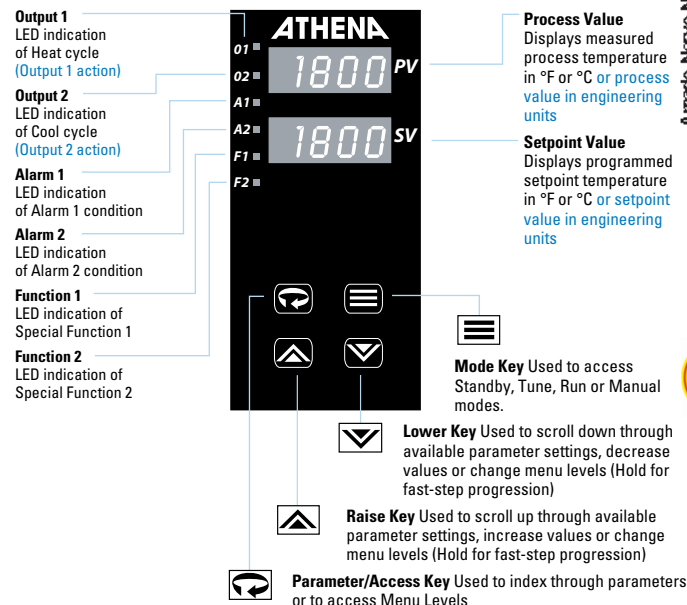 Output 1
LED indication
of Heat cycle
(Output 1 action)
Output 2
LED indication
of Cool cycle
(Output 2 action)
Alarm 1
LED indication
of Alarm 1 condition
Alarm 2
LED indication
of Alarm 2 condition
Function 1
LED indication of
Special Function 1
Function 2
LED indication of
Special Function 2
ATHENA
01
1800 PV
02
A1
A2
1800 SV
F1
F2
Process Value
Displays measured
process temperature
in °F or °C or process
value in engineering
units
Setpoint Value
Displays programmed
setpoint temperature
in °F or °C or setpoint
value in engineering
units
Mode Key Used to access
Standby, Tune, Run or Manual
modes.
Lower Key Used to scroll down through
available parameter settings, decrease
values or change menu levels (Hold for
fast-step progression)
Raise Key Used to scroll up through available
parameter settings, increase values or change
menu levels (Hold for fast-step progression)
Parameter/Access Key Used to index through parameters
or to access Menu Levels